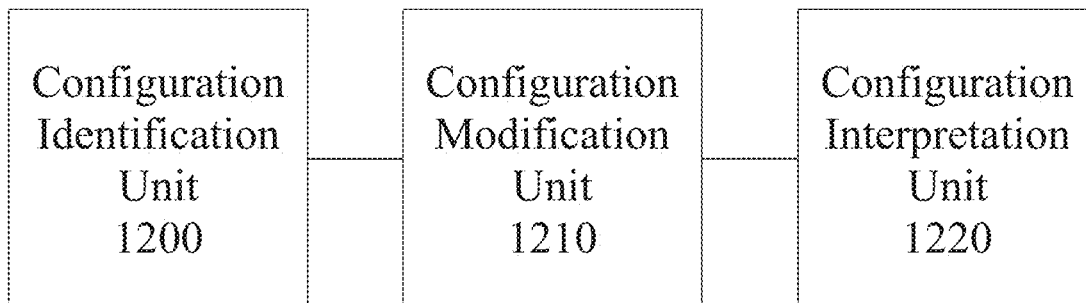 Configuration
Identification
Unit
1200
Configuration
Modification
Unit
1210
Configuration
Interpretation
Unit
1220